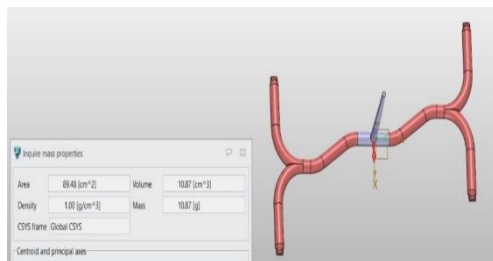 Inquire mass properties
Area 89.48 [cm^2] Volume 10.87 [cm^3]
Density 1.00 [g/cm^3] Mass 10.87 [g]
CSYS frame Global CSYS
Centroid and principal axes